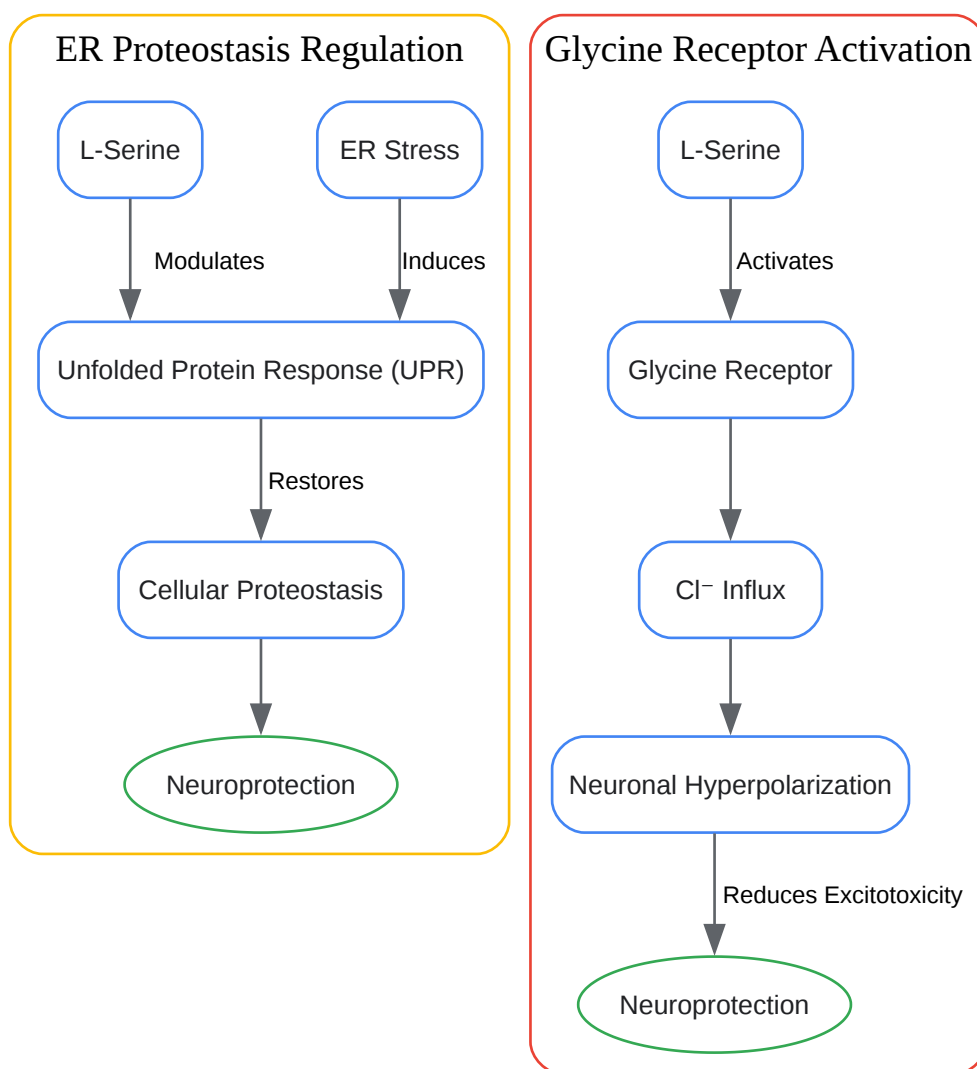 ER Proteostasis Regulation
L-Serine
ER Stress
Modulates
Induces
Unfolded Protein Response (UPR)
Restores
Cellular Proteostasis
Neuroprotection
Glycine Receptor Activation
L-Serine
Activates
Glycine Receptor
Cl⁻ Influx
Neuronal Hyperpolarization
Reduces Excitotoxicity
Neuroprotection